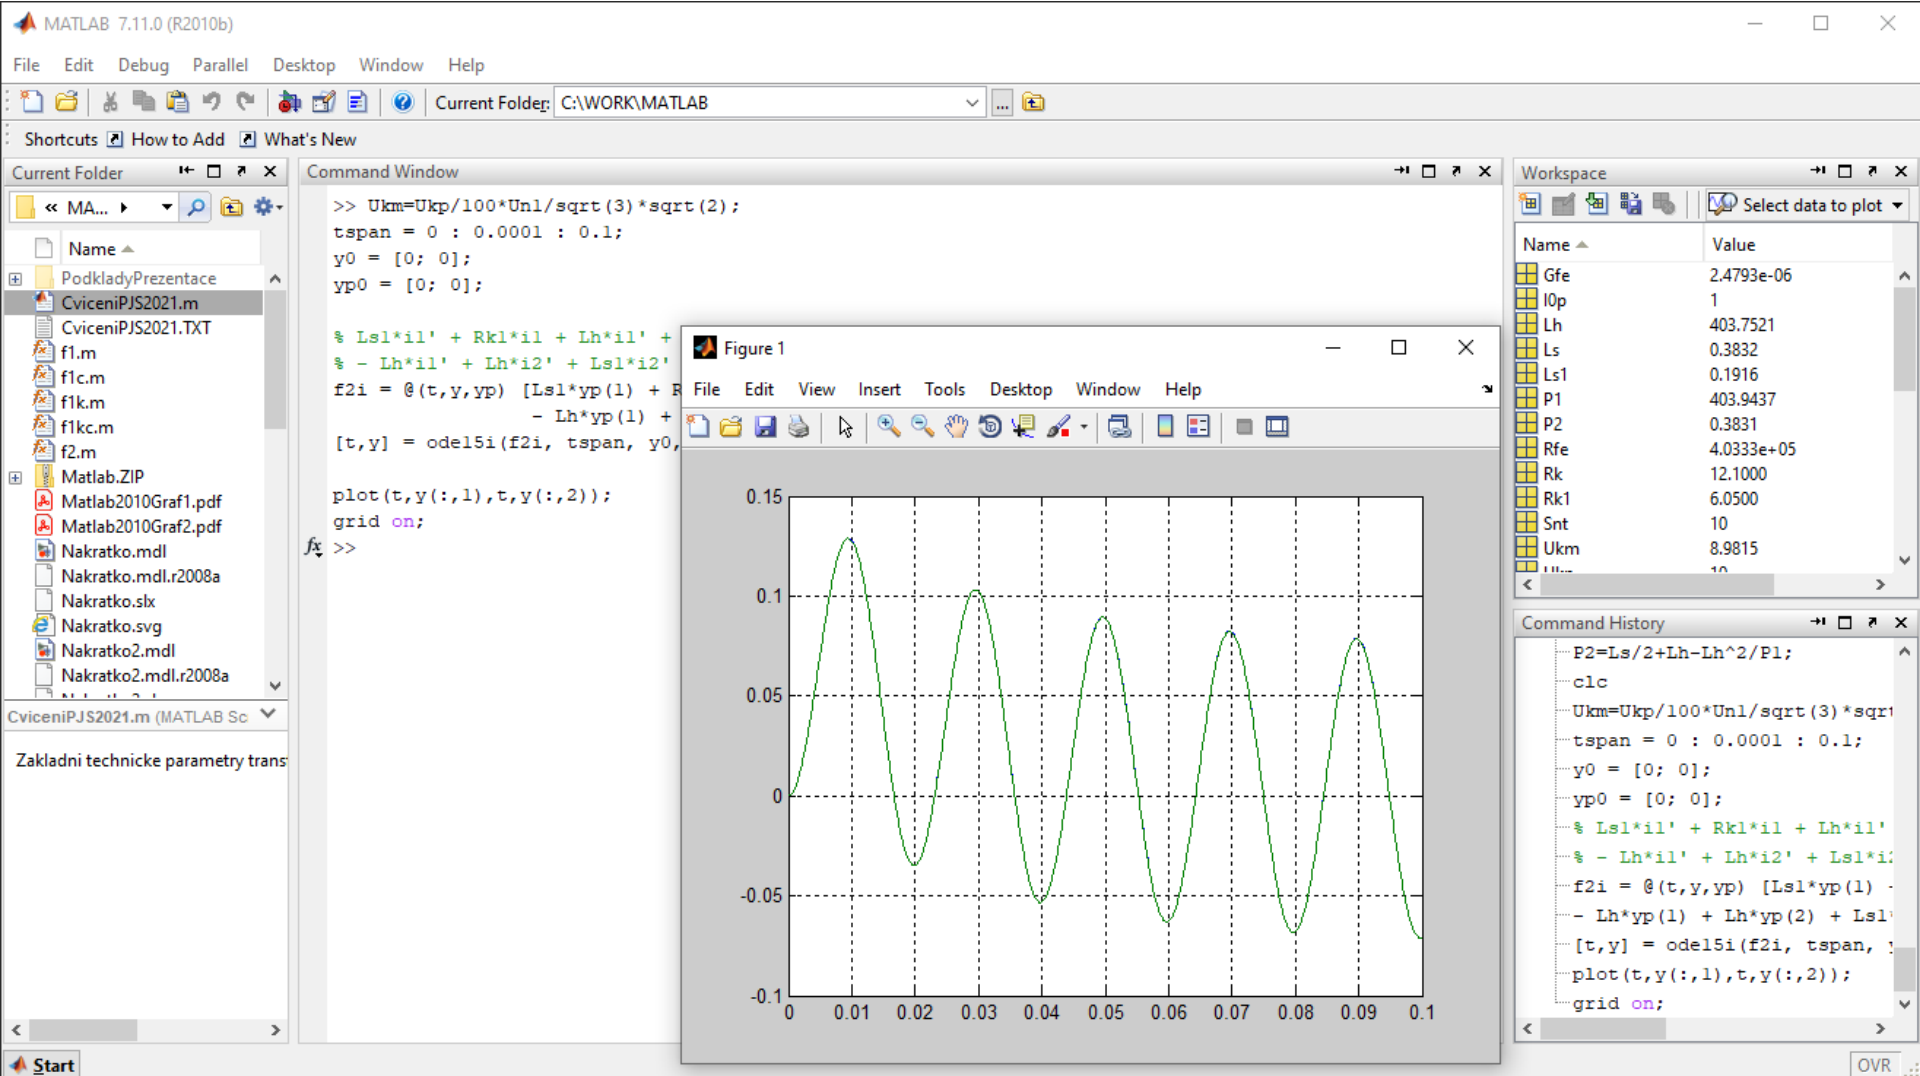 MATLAB 7.11.0 (R2010b)
File Edit Debug Parallel Desktop Window Help
Current Folder: C:\WORK\MATLAB
Shortcuts How to Add What's New
Current Folder
« MA...
Name
PodkladyPrezentace
CviceniPJS2021.m
CviceniPJS2021.TXT
f1.m
f1c.m
f1k.m
f1kc.m
f2.m
Matlab.ZIP
Matlab2010Graf1.pdf
Matlab2010Graf2.pdf
Nakratko.mdl
Nakratko.mdl.r2008a
Nakratko.slx
Nakratko.svg
Nakratko2.mdl
Nakratko2.mdl.r2008a
CviceniPJS2021.m (MATLAB Sc
Zakladni technicke parametry trans
Start
Command Window
>> Ukm=Ukp/100*Un1/sqrt(3)*sqrt(2);
tspan = 0 : 0.0001 : 0.1;
y0 = [0; 0];
yp0 = [0; 0];
% Ls1*i1' + Rk1*i1 + Lh*i1' +
% - Lh*i1' + Lh*i2' + Ls1*i2'
f2i = @(t,y,yp) [Ls1*yp(1) + R
- Lh*yp(1) +
[t,y] = ode15i(f2i, tspan, y0,
plot(t,y(:,1),t,y(:,2));
grid on;
fx >>
Figure 1
File Edit View Insert Tools Desktop Window Help
0.15
0.1
0.05
0
-0.05
-0.1
0 0.01 0.02 0.03 0.04 0.05 0.06 0.07 0.08 0.09 0.1
Workspace
Select data to plot
Name Value
Gfe 2.4793e-06
I0p 1
Lh 403.7521
Ls 0.3832
Ls1 0.1916
P1 403.9437
P2 0.3831
Rfe 4.0333e+05
Rk 12.1000
Rk1 6.0500
Snt 10
Ukm 8.9815
Command History
P2=Ls/2+Lh-Lh^2/P1;
clc
Ukm=Ukp/100*Un1/sqrt(3)*sqrt
tspan = 0 : 0.0001 : 0.1;
y0 = [0; 0];
yp0 = [0; 0];
% Ls1*i1' + Rk1*i1 + Lh*i1'
% - Lh*i1' + Lh*i2' + Ls1*i2
f2i = @(t,y,yp) [Ls1*yp(1)
- Lh*yp(1) + Lh*yp(2) + Ls1
[t,y] = ode15i(f2i, tspan,
plot(t,y(:,1),t,y(:,2));
grid on;
OVR